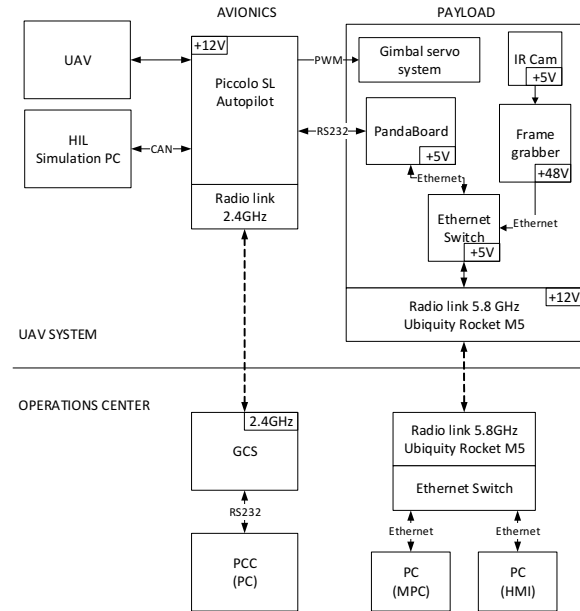 AVIONICS
PAYLOAD
UAV
+12V
Piccolo SL
Autopilot
PWM
Gimbal servo
system
IR Cam
+5V
HIL
Simulation PC
CAN
RS232
PandaBoard
+5V
Frame
grabber
+48V
Ethernet
Ethernet
Radio link
2.4GHz
Ethernet
Switch
+5V
Radio link 5.8 GHz
Ubiquity Rocket M5
+12V
UAV SYSTEM
OPERATIONS CENTER
2.4GHz
GCS
Radio link 5.8GHz
Ubiquity Rocket M5
Ethernet Switch
RS232
Ethernet
Ethernet
PCC
(PC)
PC
(MPC)
PC
(HMI)